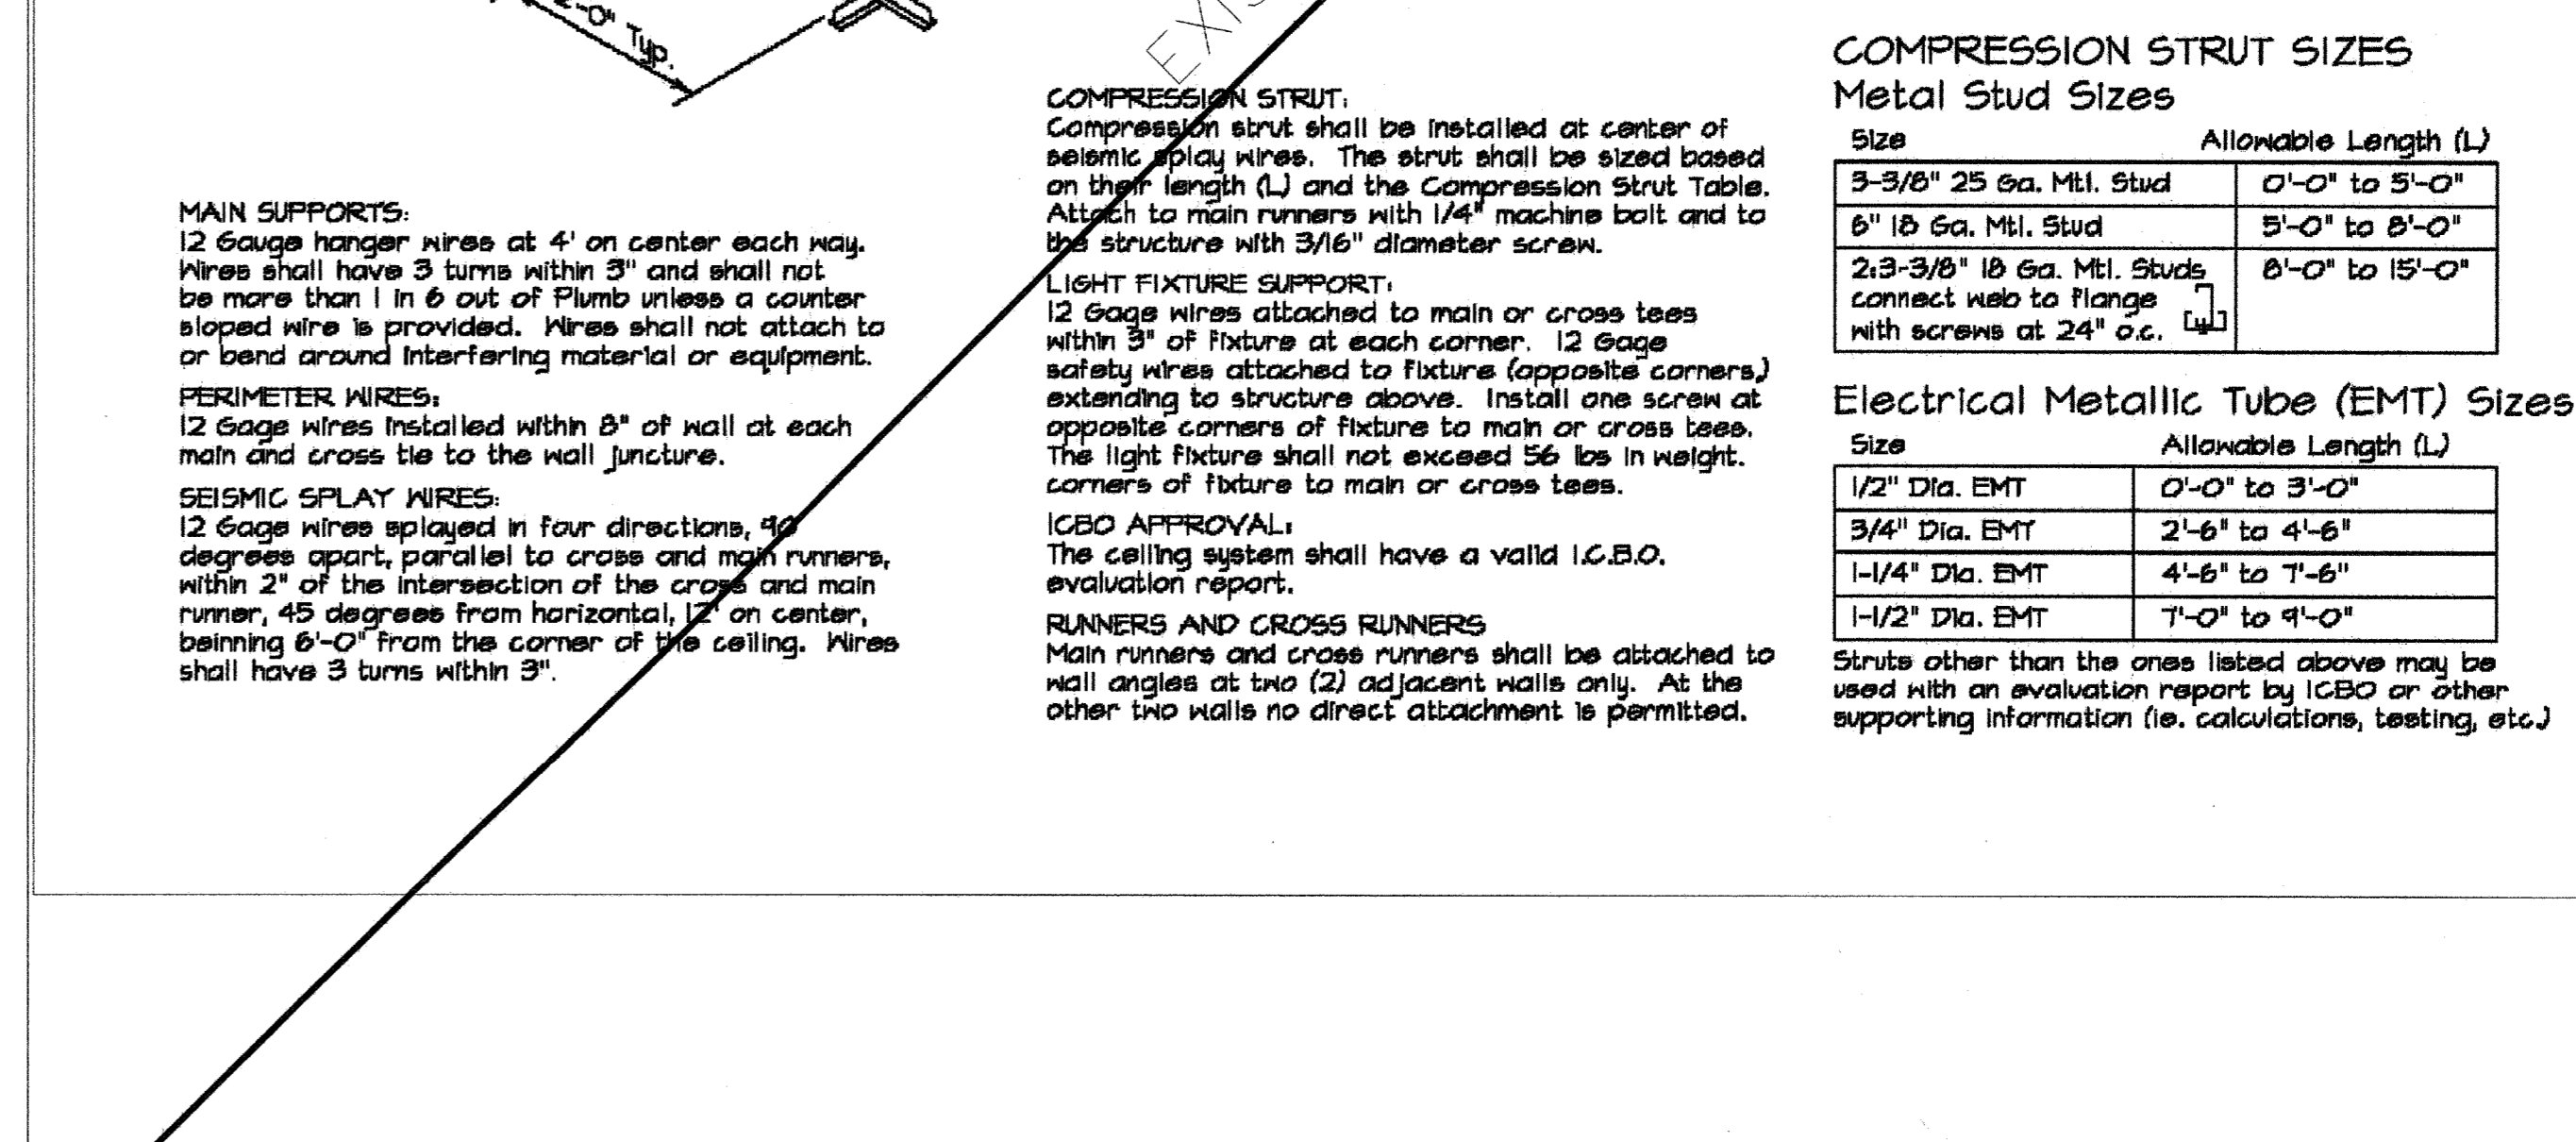 2'-0" Typ.
EXIS
MAIN SUPPORTS:
12 Gauge hanger wires at 4' on center each way.
Wires shall have 3 turns within 3" and shall not
be more than 1 in 6 out of Plumb unless a counter
sloped wire is provided. Wires shall not attach to
or bend around interfering material or equipment.
PERIMETER WIRES:
12 Gage wires installed within 8" of wall at each
main and cross tie to the wall juncture.
SEISMIC SPLAY WIRES:
12 Gage wires splayed in four directions, 90
degrees apart, parallel to cross and main runners,
within 2" of the intersection of the cross and main
runner, 45 degrees from horizontal, 12' on center,
beinning 6'-0" from the corner of the ceiling. Wires
shall have 3 turns within 3".
COMPRESSION STRUT:
Compression strut shall be installed at center of
seismic splay wires. The strut shall be sized based
on their length (L) and the Compression Strut Table.
Attach to main runners with 1/4" machine bolt and to
the structure with 3/16" diameter screw.
LIGHT FIXTURE SUPPORT:
12 Gage wires attached to main or cross tees
within 3" of Fixture at each corner. 12 Gage
safety wires attached to fixture (opposite corners)
extending to structure above. Install one screw at
opposite corners of fixture to main or cross tees.
The light fixture shall not exceed 56 lbs in weight.
corners of fixture to main or cross tees.
ICBO APPROVAL:
The ceiling system shall have a valid I.C.B.O.
evaluation report.
RUNNERS AND CROSS RUNNERS
Main runners and cross runners shall be attached to
wall angles at two (2) adjacent walls only. At the
other two walls no direct attachment is permitted.
COMPRESSION STRUT SIZES
Metal Stud Sizes
Size Allowable Length (L)
3-3/8" 25 Ga. Mtl. Stud 0'-0" to 5'-0"
6" 18 Ga. Mtl. Stud 5'-0" to 8'-0"
2:3-3/8" 18 Ga. Mtl. Studs 8'-0" to 15'-0"
connect web to flange
with screws at 24" o.c.
Electrical Metallic Tube (EMT) Sizes
Size Allowable Length (L)
1/2" Dia. EMT 0'-0" to 3'-0"
3/4" Dia. EMT 2'-6" to 4'-6"
1-1/4" Dia. EMT 4'-6" to 7'-6"
1-1/2" Dia. EMT 7'-0" to 9'-0"
Struts other than the ones listed above may be
used with an evaluation report by ICBO or other
supporting information (ie. calculations, testing, etc.)